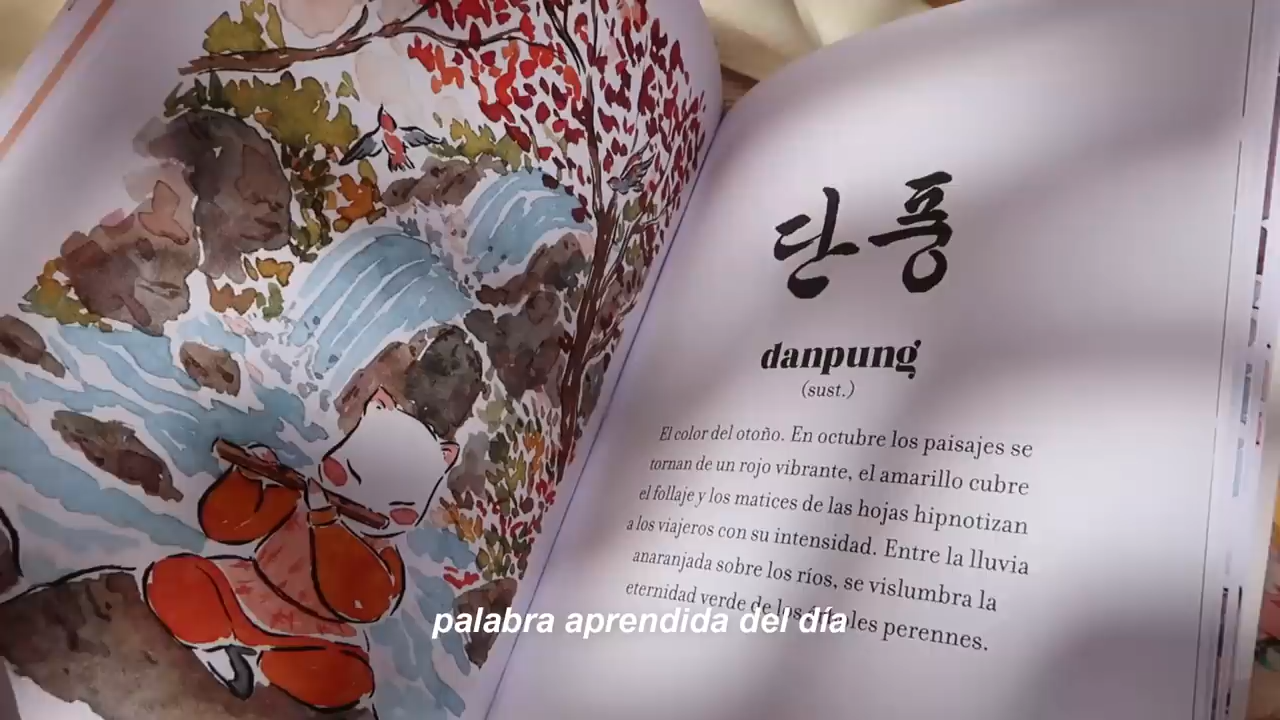 단풍
danpung
(sust.)
El color del otoño. En octubre los paisajes se
tornan de un rojo vibrante, el amarillo cubre
el follaje y los matices de las hojas hipnotizan
a los viajeros con su intensidad. Entre la lluvia
anaranjada sobre los ríos, se vislumbra la
eternidad verde de los árboles perennes.
palabra aprendida del día